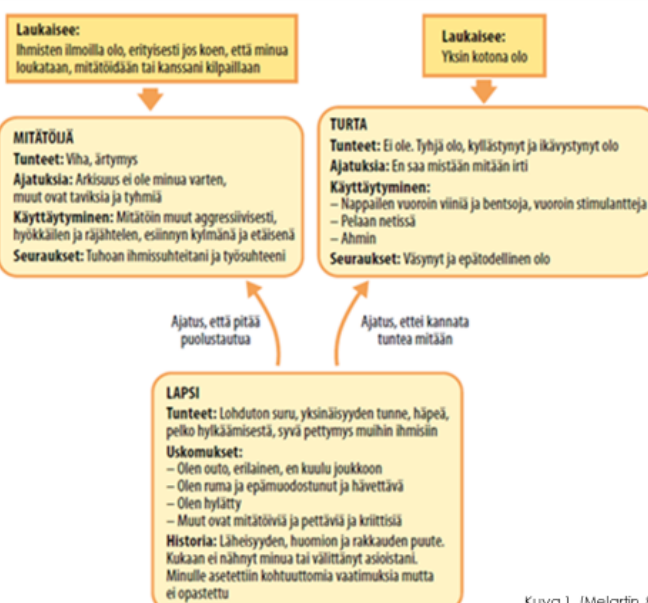 Laukaisee:
Ihmisten ilmoilla olo, erityisesti jos koen, että minua
loukataan, mitätöidään tai kanssani kilpaillaan
Laukaisee:
Yksin kotona olo
MITÄTÖIJÄ
Tunteet: Viha, ärtymys
Ajatuksia: Arkisuus ei ole minua varten,
muut ovat taviksia ja tyhmiä
Käyttäytyminen: Mitätöin muut aggressiivisesti,
hyökkäilen ja räjähtelen, esiinnyn kylmänä ja etäisenä
Seuraukset: Tuhoan ihmissuhteitani ja työsuhteeni
TURTA
Tunteet: Ei ole. Tyhjä olo, kyllästynyt ja ikävystynyt olo
Ajatuksia: En saa mistään mitään irti
Käyttäytyminen:
– Nappailen vuoroin viiniä ja bentsoja, vuoroin stimulantteja
– Pelaan netissä
– Ahmin
Seuraukset: Väsynyt ja epätodellinen olo
Ajatus, että pitää
puolustautua
Ajatus, ettei kannata
tuntea mitään
LAPSI
Tunteet: Lohduton suru, yksinäisyyden tunne, häpeä,
pelko hylkäämisestä, syvä pettymys muihin ihmisiin
Uskomukset:
– Olen outo, erilainen, en kuulu joukkoon
– Olen ruma ja epämuodostunut ja hävettävä
– Olen hylätty
– Muut ovat mitätöiviä ja pettäviä ja kriittisiä
Historia: Läheisyyden, huomion ja rakkauden puute.
Kukaan ei nähnyt minua tai välittänyt asioistani.
Minulle asetettiin kohtuuttomia vaatimuksia mutta
ei opastettu
Kuva 1. (Melartin